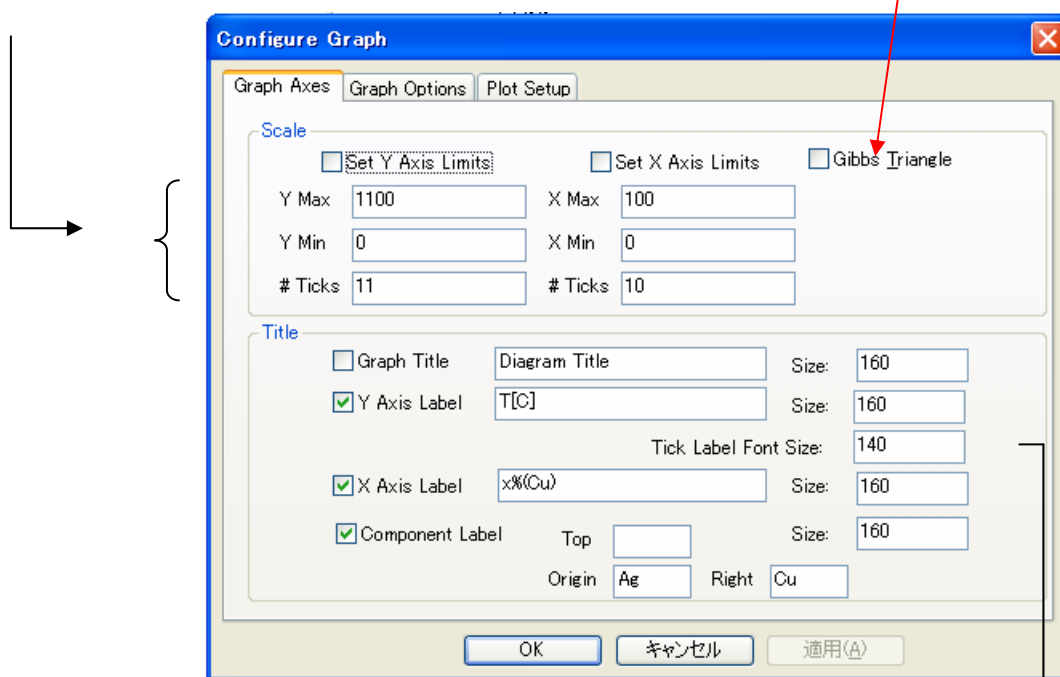 Configure Graph
Graph Axes Graph Options Plot Setup
Scale
Set Y Axis Limits Set X Axis Limits Gibbs Triangle
Y Max 1100 X Max 100
Y Min 0 X Min 0
# Ticks 11 # Ticks 10
Title
Graph Title Diagram Title Size: 160
Y Axis Label T[C] Size: 160
Tick Label Font Size: 140
X Axis Label x%(Cu) Size: 160
Component Label Top Size: 160
Origin Ag Right Cu
OK キャンセル 適用(A)